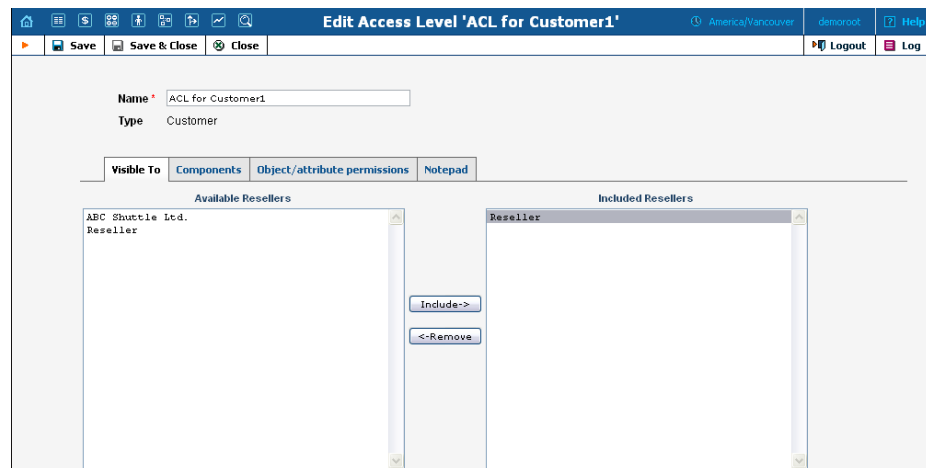 Edit Access Level 'ACL for Customer1' America/Vancouver demoroot ? Help
Save Save & Close Close Logout Log
Name * ACL for Customer1
Type Customer
Visible To Components Object/attribute permissions Notepad
Available Resellers Included Resellers
ABC Shuttle Ltd. Reseller
Reseller
Include->
<-Remove